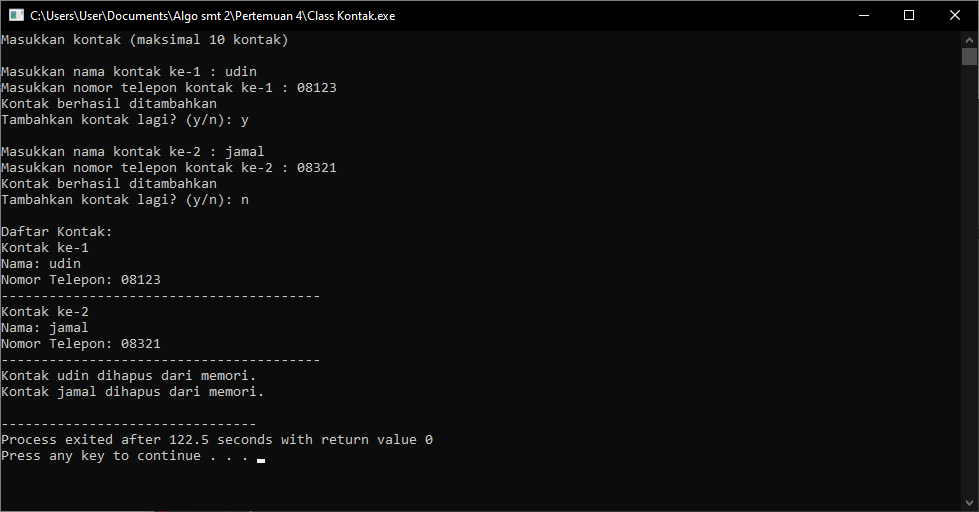 C:\Users\User\Documents\Algo smt 2\Pertemuan 4\Class Kontak.exe
Masukkan kontak (maksimal 10 kontak)
Masukkan nama kontak ke-1 : udin
Masukkan nomor telepon kontak ke-1 : 08123
Kontak berhasil ditambahkan
Tambahkan kontak lagi? (y/n): y
Masukkan nama kontak ke-2 : jamal
Masukkan nomor telepon kontak ke-2 : 08321
Kontak berhasil ditambahkan
Tambahkan kontak lagi? (y/n): n
Daftar Kontak:
Kontak ke-1
Nama: udin
Nomor Telepon: 08123
----------------------------------------
Kontak ke-2
Nama: jamal
Nomor Telepon: 08321
----------------------------------------
Kontak udin dihapus dari memori.
Kontak jamal dihapus dari memori.
--------------------------------
Process exited after 122.5 seconds with return value 0
Press any key to continue . . .